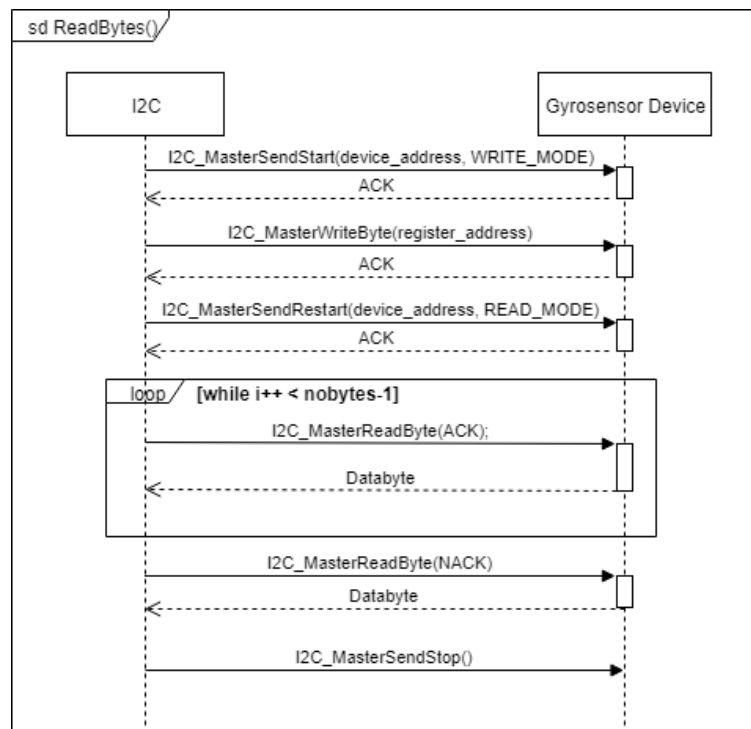 sd ReadBytes()
I2C
Gyrosensor Device
I2C_MasterSendStart(device_address, WRITE_MODE)
ACK
I2C_MasterWriteByte(register_address)
ACK
I2C_MasterSendRestart(device_address, READ_MODE)
ACK
loop [while i++ < nobytes-1]
I2C_MasterReadByte(ACK);
Databyte
I2C_MasterReadByte(NACK)
Databyte
I2C_MasterSendStop()